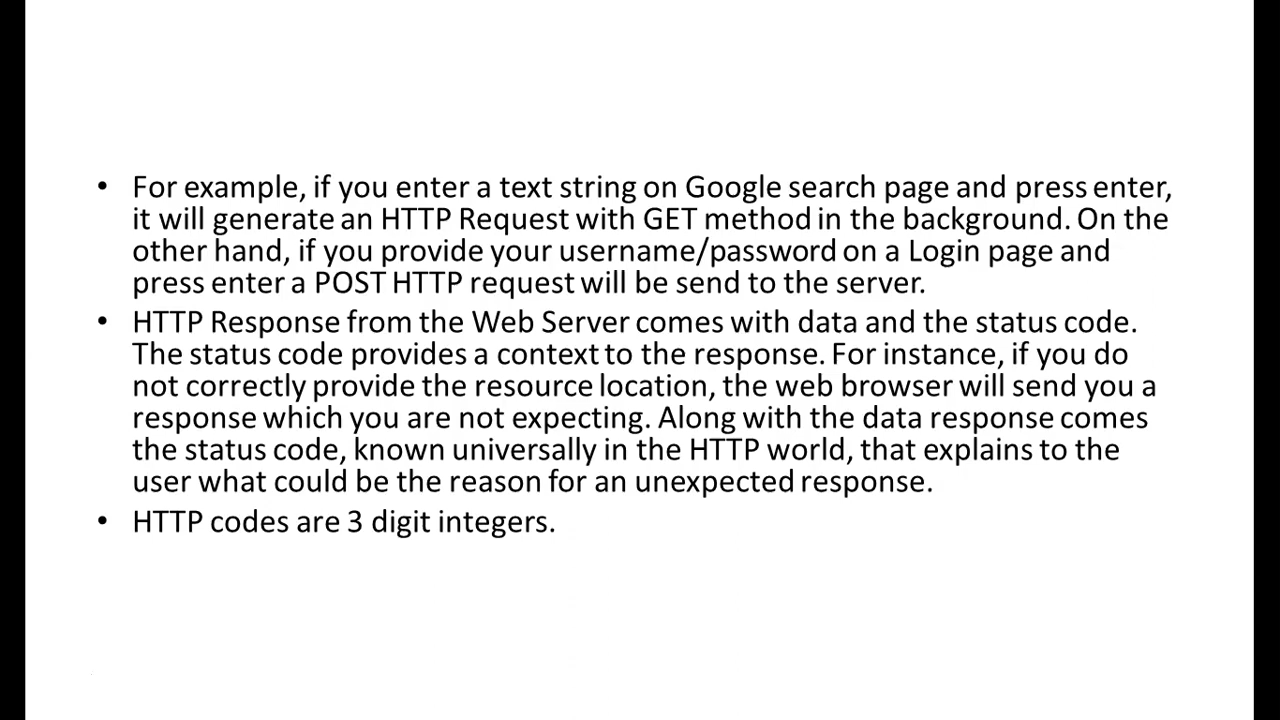 • For example, if you enter a text string on Google search page and press enter,
it will generate an HTTP Request with GET method in the background. On the
other hand, if you provide your username/password on a Login page and
press enter a POST HTTP request will be send to the server.
• HTTP Response from the Web Server comes with data and the status code.
The status code provides a context to the response. For instance, if you do
not correctly provide the resource location, the web browser will send you a
response which you are not expecting. Along with the data response comes
the status code, known universally in the HTTP world, that explains to the
user what could be the reason for an unexpected response.
• HTTP codes are 3 digit integers.